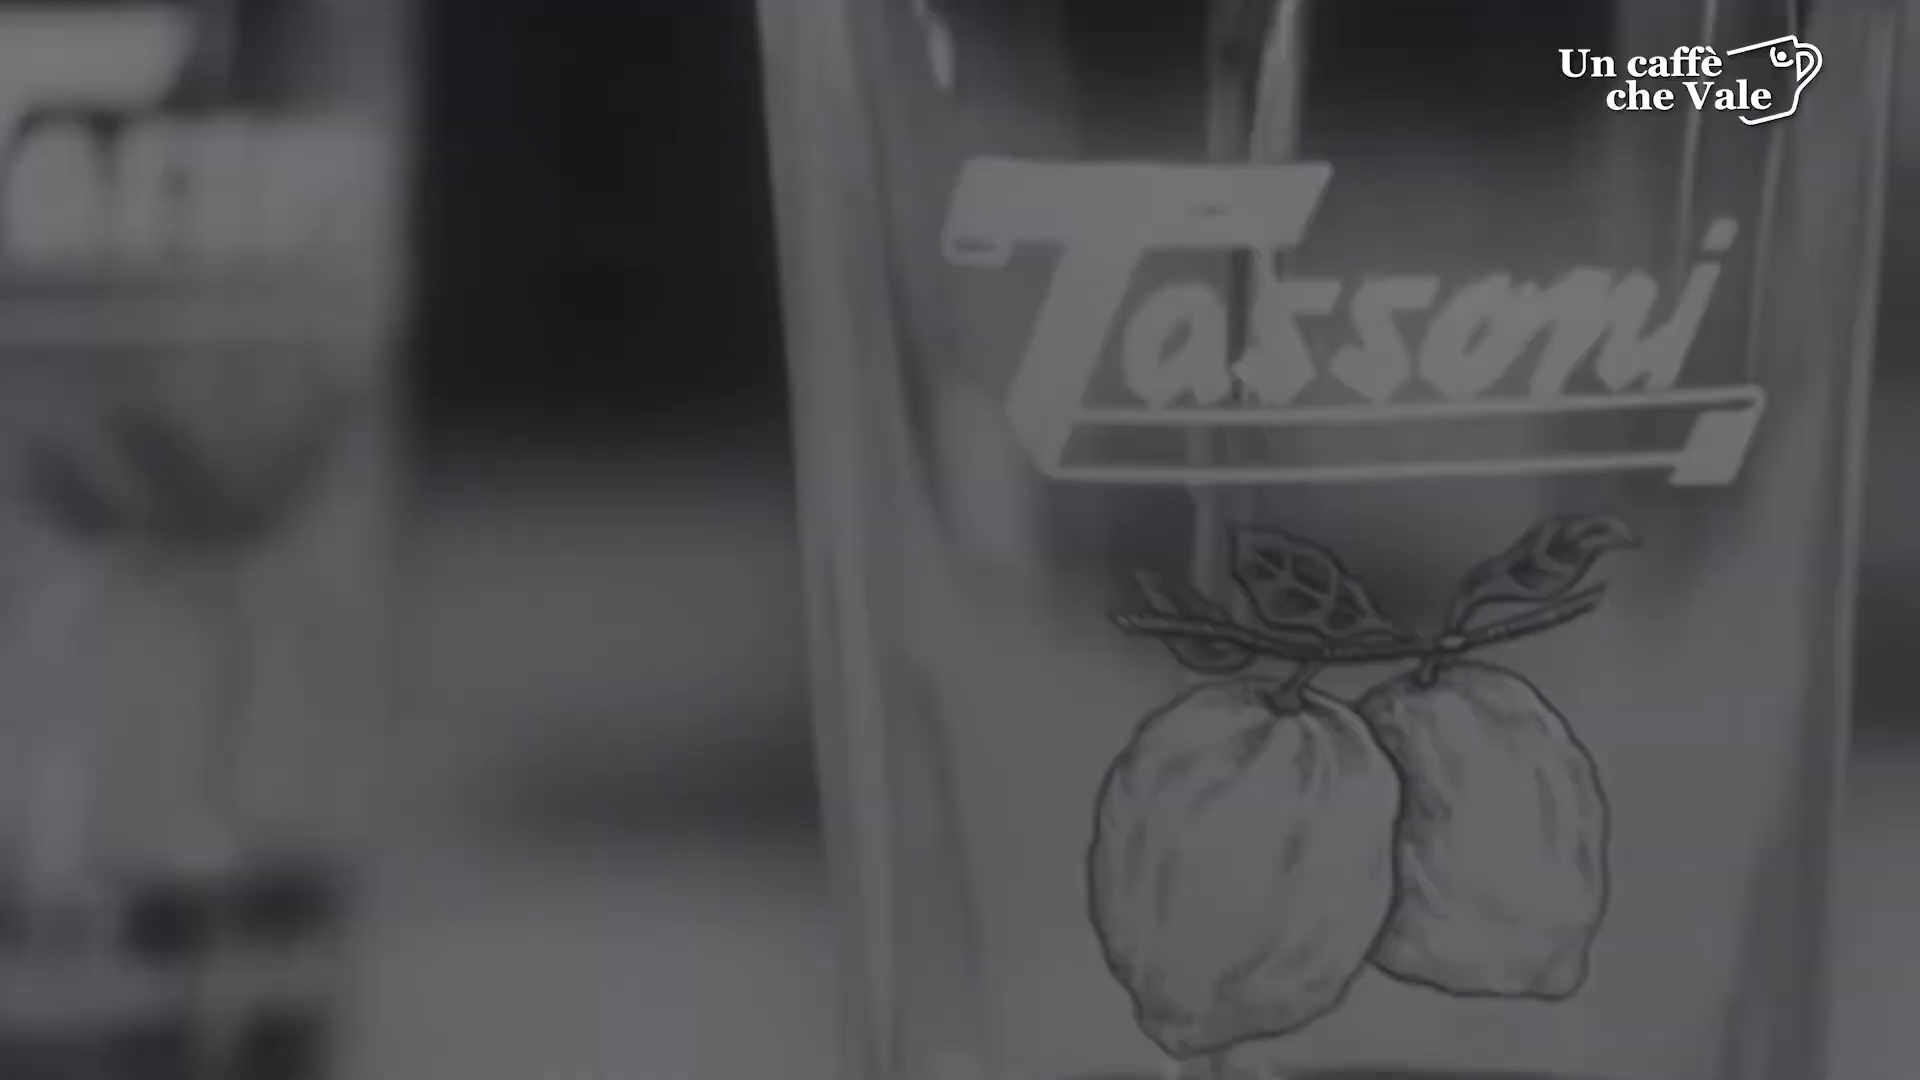 Un caffè
che Vale
Tassoni